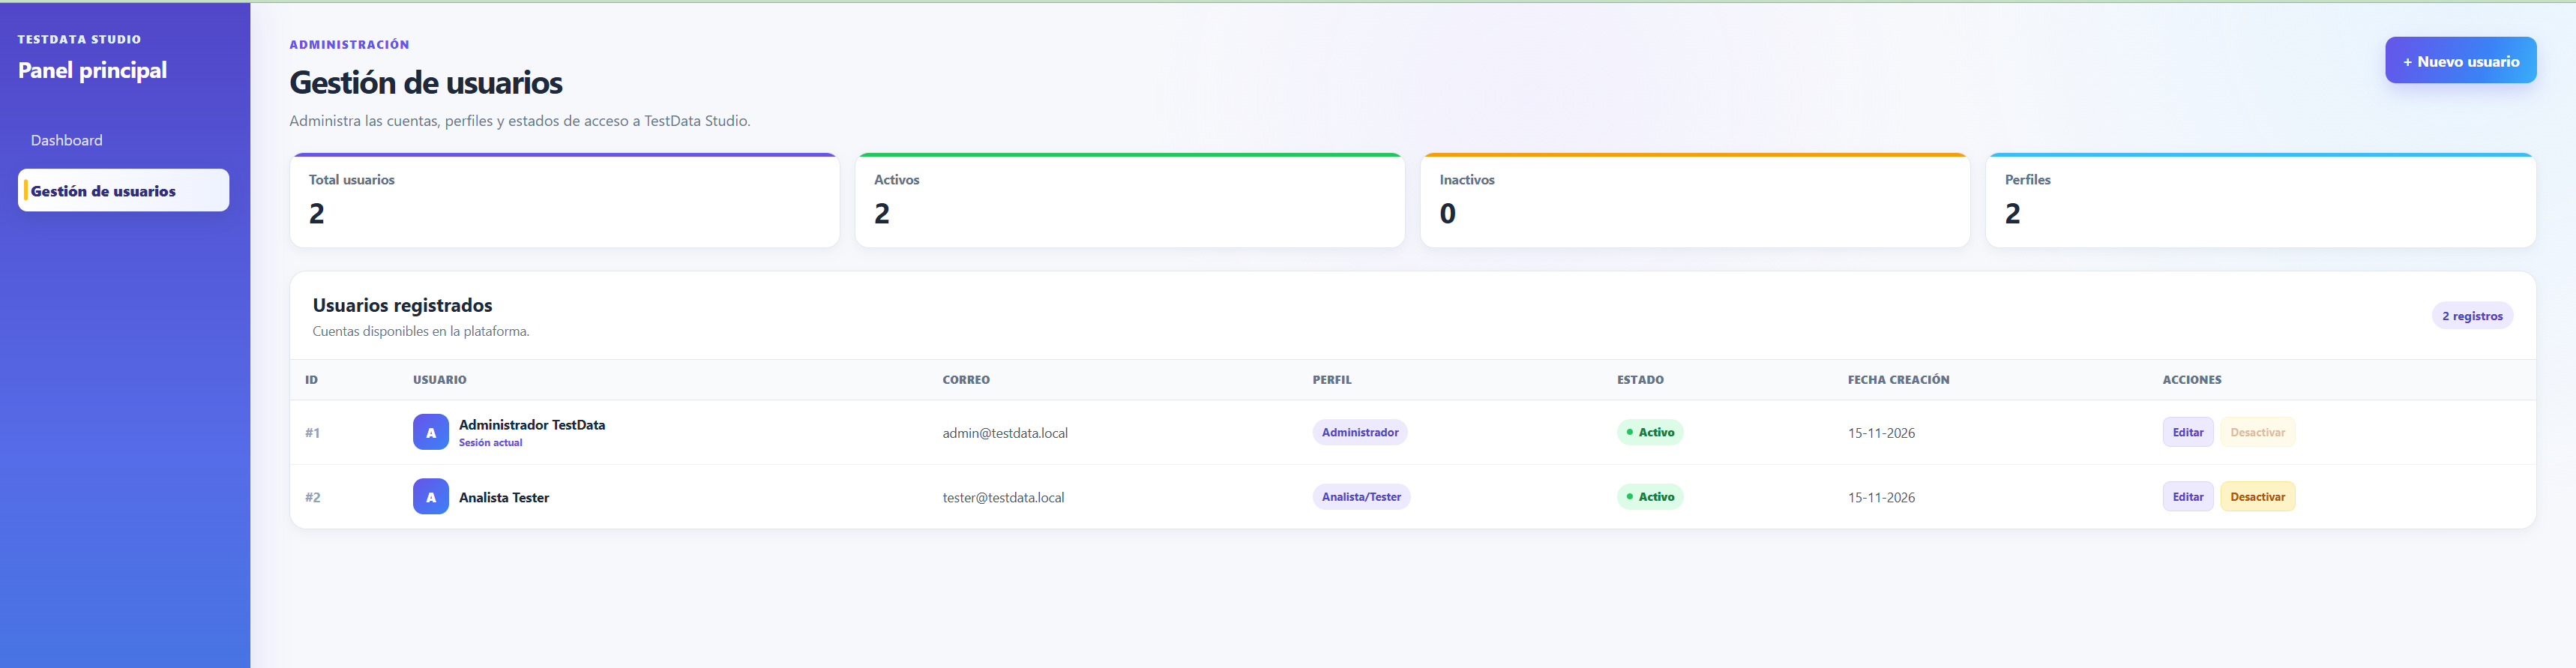 TESTDATA STUDIO
Panel principal
Dashboard
Gestión de usuarios
ADMINISTRACIÓN
Gestión de usuarios
Administra las cuentas, perfiles y estados de acceso a TestData Studio.
+ Nuevo usuario
Total usuarios
2
Activos
2
Inactivos
0
Perfiles
2
Usuarios registrados
Cuentas disponibles en la plataforma.
2 registros
ID USUARIO CORREO PERFIL ESTADO FECHA CREACIÓN ACCIONES
#1 A Administrador TestData admin@testdata.local Administrador Activo 15-11-2026 Editar Desactivar
Sesión actual
#2 A Analista Tester tester@testdata.local Analista/Tester Activo 15-11-2026 Editar Desactivar